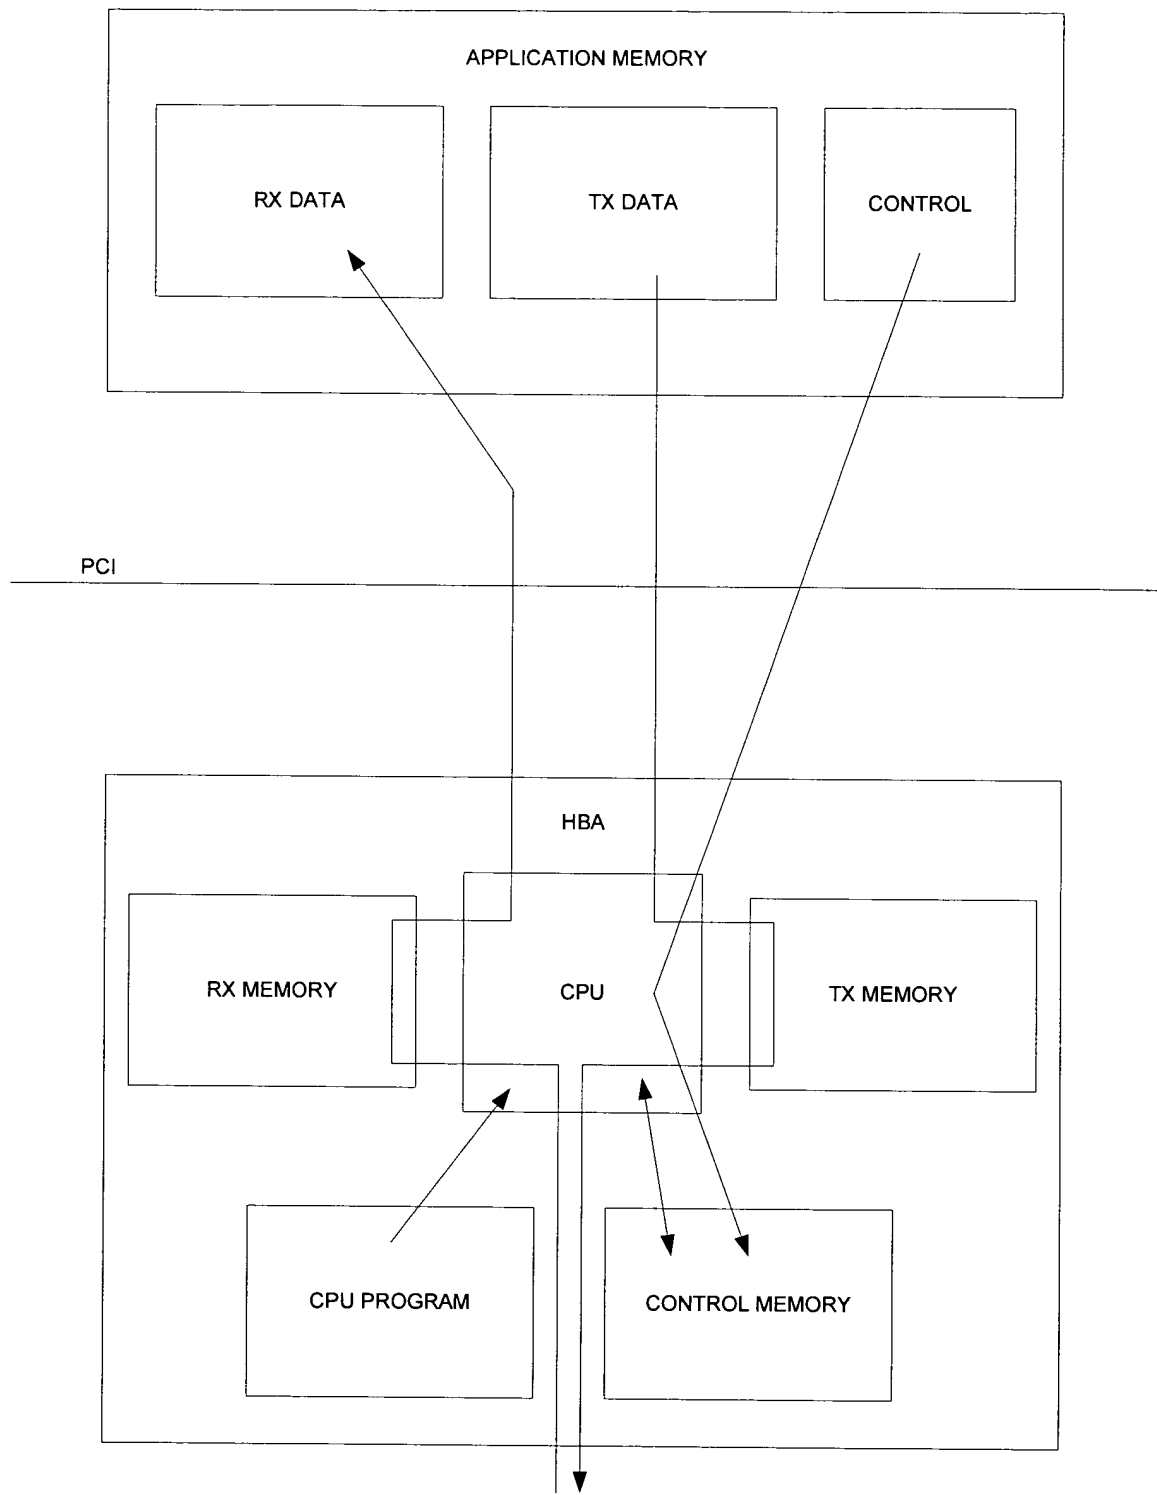 APPLICATION MEMORY
RX DATA
TX DATA
CONTROL
PCI
HBA
RX MEMORY
CPU
TX MEMORY
CPU PROGRAM
CONTROL MEMORY